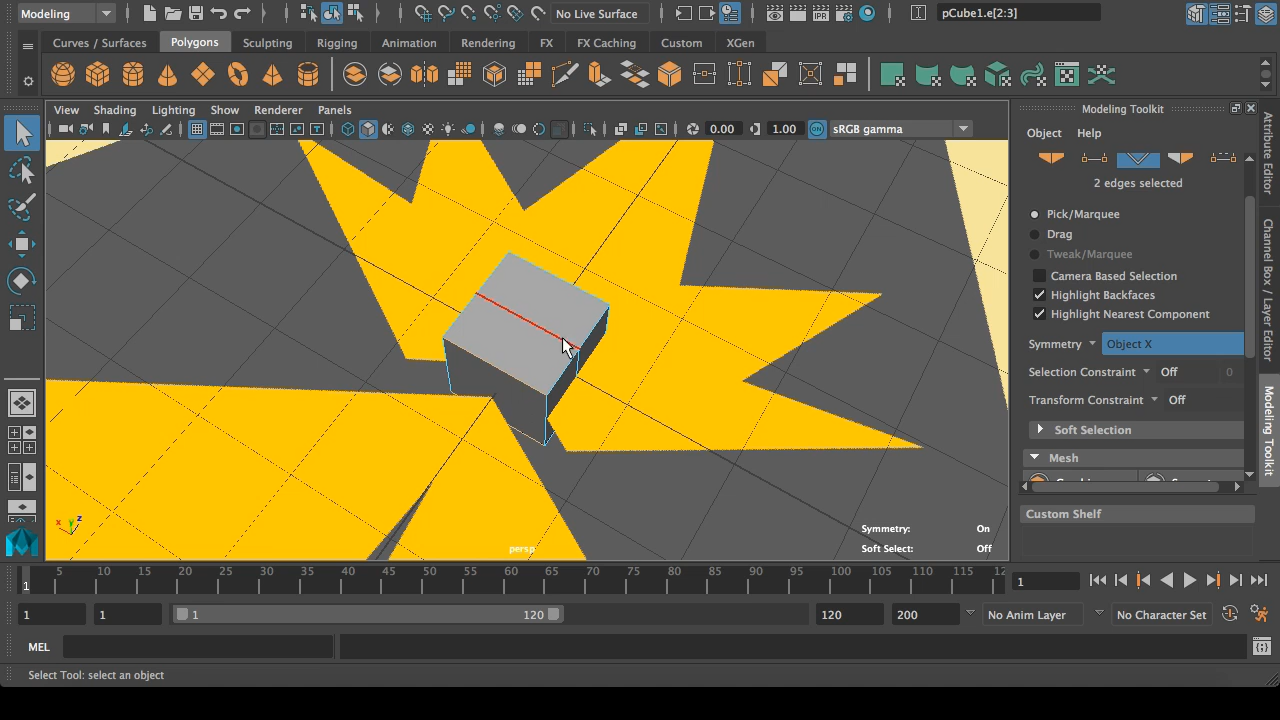 Modeling
No Live Surface
pCube1.e[2:3]
Curves / Surfaces
Polygons
Sculpting
Rigging
Animation
Rendering
FX
FX Caching
Custom
XGen
View
Shading
Lighting
Show
Renderer
Panels
0.00
1.00
ON
sRGB gamma
IPR
Modeling Toolkit
Object
Help
2 edges selected
Pick/Marquee
Drag
Tweak/Marquee
Camera Based Selection
Highlight Backfaces
Highlight Nearest Component
Symmetry
Object X
Selection Constraint
Off
0
Transform Constraint
Off
Soft Selection
Mesh
Custom Shelf
Attribute Editor
Channel Box / Layer Editor
Modeling Toolkit
Symmetry:
On
Soft Select:
Off
persp
x
y
z
1
5
10
15
20
25
30
35
40
45
50
55
60
65
70
75
80
85
90
95
100
105
110
115
12
1
1
1
1
120
120
200
No Anim Layer
No Character Set
MEL
Select Tool: select an object